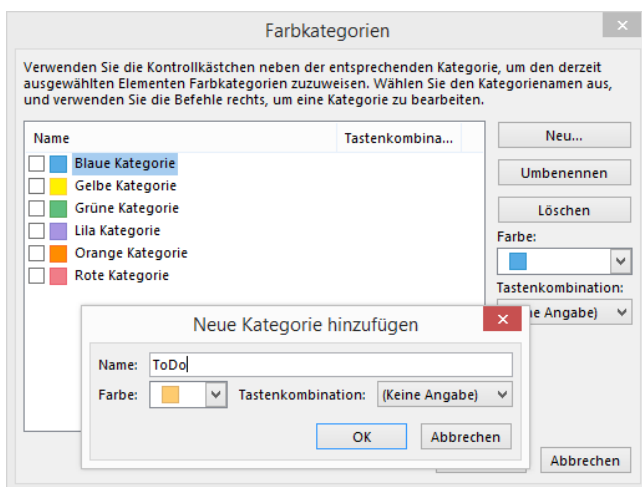 Farbkategorien
Verwenden Sie die Kontrollkästchen neben der entsprechenden Kategorie, um den derzeit
ausgewählten Elementen Farbkategorien zuzuweisen. Wählen Sie den Kategorienamen aus,
und verwenden Sie die Befehle rechts, um eine Kategorie zu bearbeiten.
Name Tastenkombina...
Neu...
Blaue Kategorie
Umbenennen
Gelbe Kategorie
Grüne Kategorie
Löschen
Lila Kategorie
Farbe:
Orange Kategorie
Rote Kategorie
Tastenkombination:
Angabe)
Neue Kategorie hinzufügen
Name: ToDo
Farbe: Tastenkombination: (Keine Angabe)
OK Abbrechen
Abbrechen